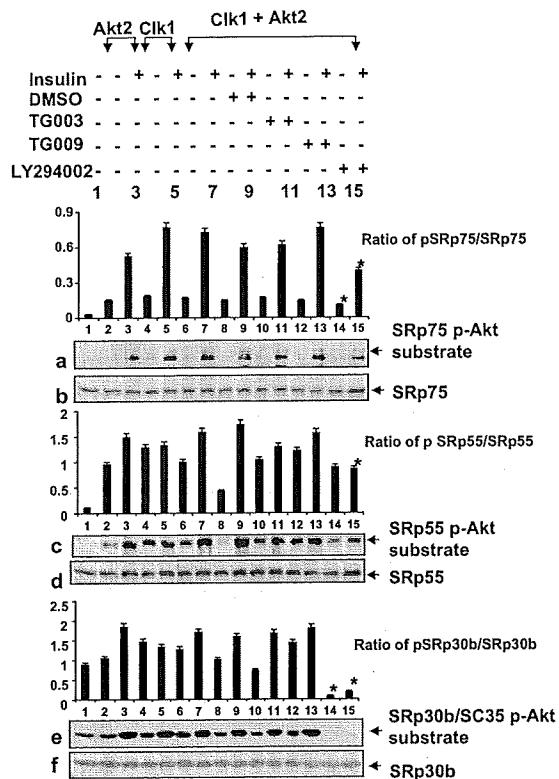 Akt2 Clk1 Clk1 + Akt2
Insulin - - + - + - + - + - + - + - +
DMSO - - - - - - - + + - - - - - -
TG003 - - - - - - - - - + + - - - -
TG009 - - - - - - - - - - - + + - -
LY294002 - - - - - - - - - - - - - + +
1 3 5 7 9 11 13 15
0.9
0.6
0.3
0.0
Ratio of pSRp75/SRp75
* *
1 2 3 4 5 6 7 8 9 10 11 12 13 14 15
a
SRp75 p-Akt
substrate
b
SRp75
2
1.5
1
0.5
0
Ratio of p SRp55/SRp55
*
1 2 3 4 5 6 7 8 9 10 11 12 13 14 15
c
SRp55 p-Akt
substrate
d
SRp55
2.5
2
1.5
1
0.5
0
Ratio of pSRp30b/SRp30b
* *
1 2 3 4 5 6 7 8 9 10 11 12 13 14 15
e
SRp30b/SC35 p-Akt
substrate
f
SRp30b